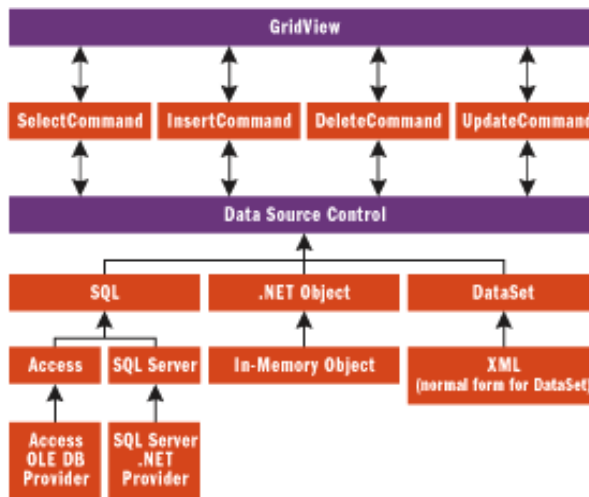 GridView
SelectCommand
InsertCommand
DeleteCommand
UpdateCommand
Data Source Control
SQL
.NET Object
DataSet
Access
SQL Server
In-Memory Object
XML
(normal form for DataSet)
Access
OLE DB
Provider
SQL Server
.NET
Provider